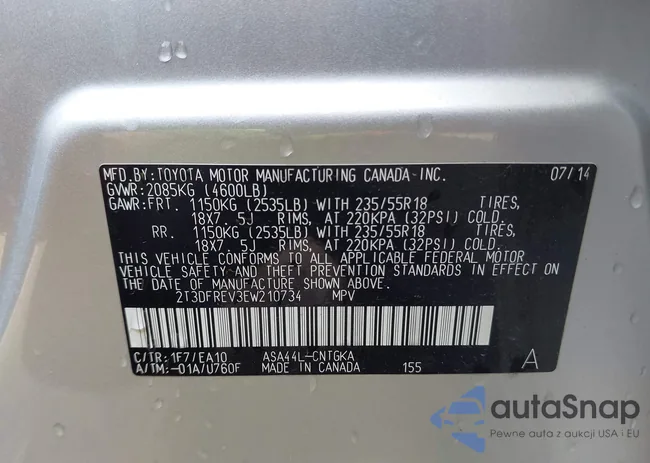 MFD.BY:TOYOTA MOTOR MANUFACTURING CANADA-INC. 07/14
GVWR:2085KG (4600LB)
GAWR:FRT. 1150KG (2535LB) WITH 235/55R18 TIRES,
18X7. 5J RIMS, AT 220KPA (32PSI) COLD.
RR. 1150KG (2535LB) WITH 235/55R18 TIRES,
18X7. 5J RIMS, AT 220KPA (32PSI) COLD.
THIS VEHICLE CONFORMS TO ALL APPLICABLE FEDERAL MOTOR
VEHICLE SAFETY AND THEFT PREVENTION STANDARDS IN EFFECT ON
THE DATE OF MANUFACTURE SHOWN ABOVE.
2T3DFREV3EW210734 MPV
C/TR:1F7/EA10 ASA44L-CNTGKA
A/TM:-01A/U760F MADE IN CANADA 155 A
autaSnap
Pewne auta z aukcji USA i EU